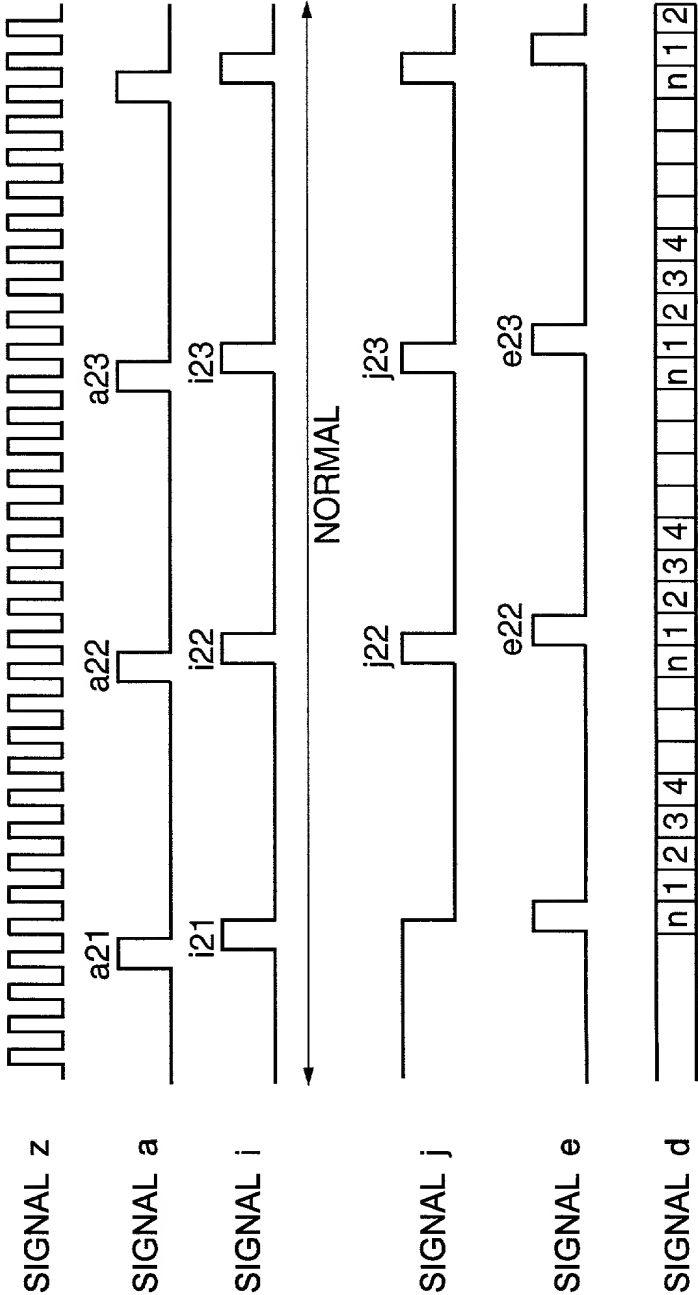 SIGNAL z
a21 a22 a23
SIGNAL a
i21 i22 i23
SIGNAL i
NORMAL
j22 j23
SIGNAL j
e22 e23
SIGNAL e
SIGNAL d n 1 2 3 4 n 1 2 3 4 n 1 2 3 4 n 1 2